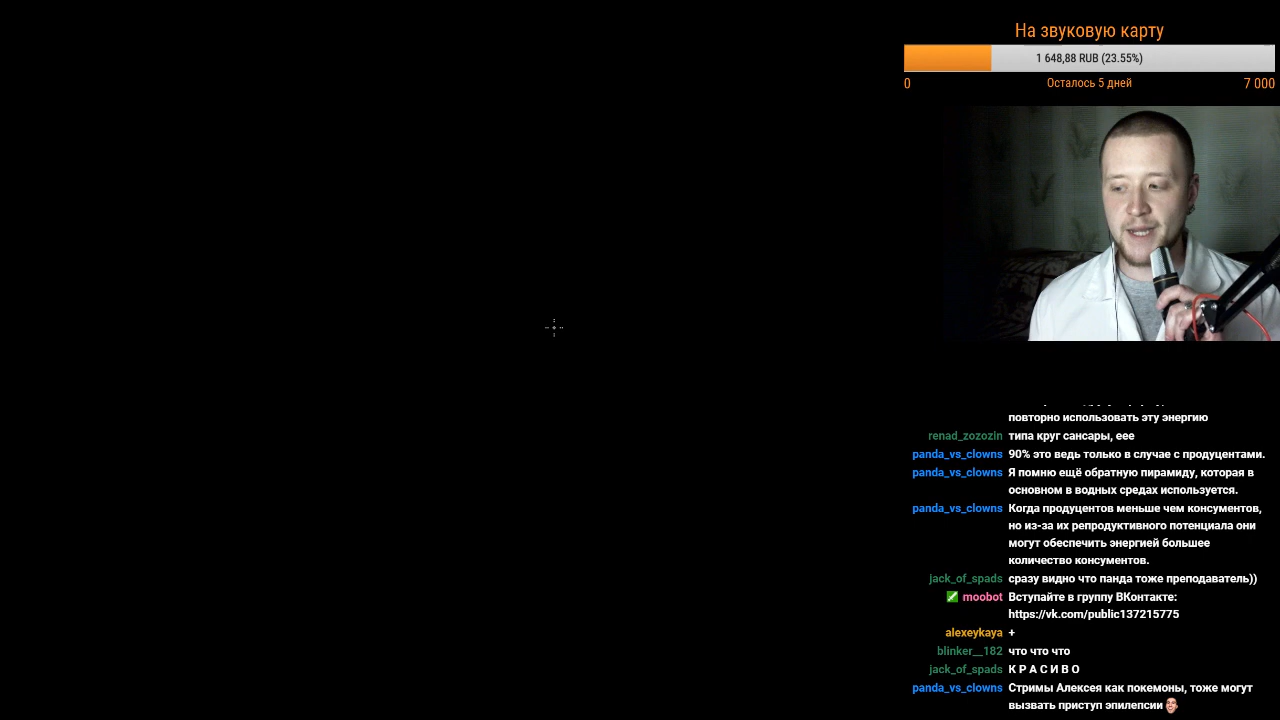 На звуковую карту
1 648,88 RUB (23.55%)
0 Осталось 5 дней 7 000
повторно использовать эту энергию
renad_zozozin типа круг сансары, еее
panda_vs_clowns 90% это ведь только в случае с продуцентами.
panda_vs_clowns Я помню ещё обратную пирамиду, которая в
основном в водных средах используется.
panda_vs_clowns Когда продуцентов меньше чем консументов,
но из-за их репродуктивного потенциала они
могут обеспечить энергией большее
количество консументов.
jack_of_spads сразу видно что панда тоже преподаватель))
moobot Вступайте в группу ВКонтакте:
https://vk.com/public137215775
alexeykaya +
blinker__182 что что что
jack_of_spads К Р А С И В О
panda_vs_clowns Стримы Алексея как покемоны, тоже могут
вызвать приступ эпилепсии